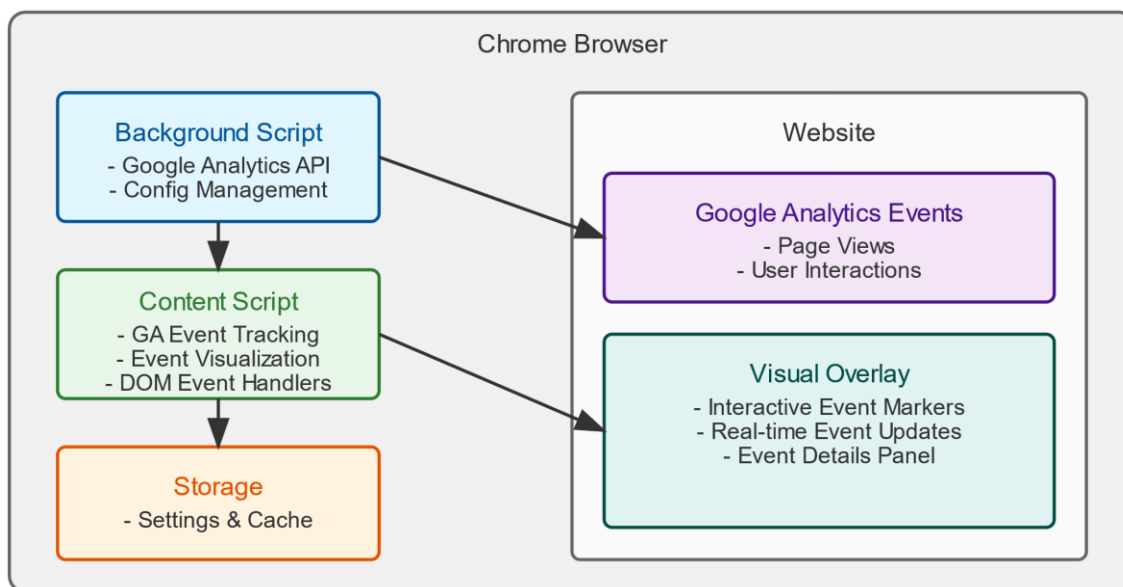 Chrome Browser
Background Script
- Google Analytics API
- Config Management
Content Script
- GA Event Tracking
- Event Visualization
- DOM Event Handlers
Storage
- Settings & Cache
Website
Google Analytics Events
- Page Views
- User Interactions
Visual Overlay
- Interactive Event Markers
- Real-time Event Updates
- Event Details Panel